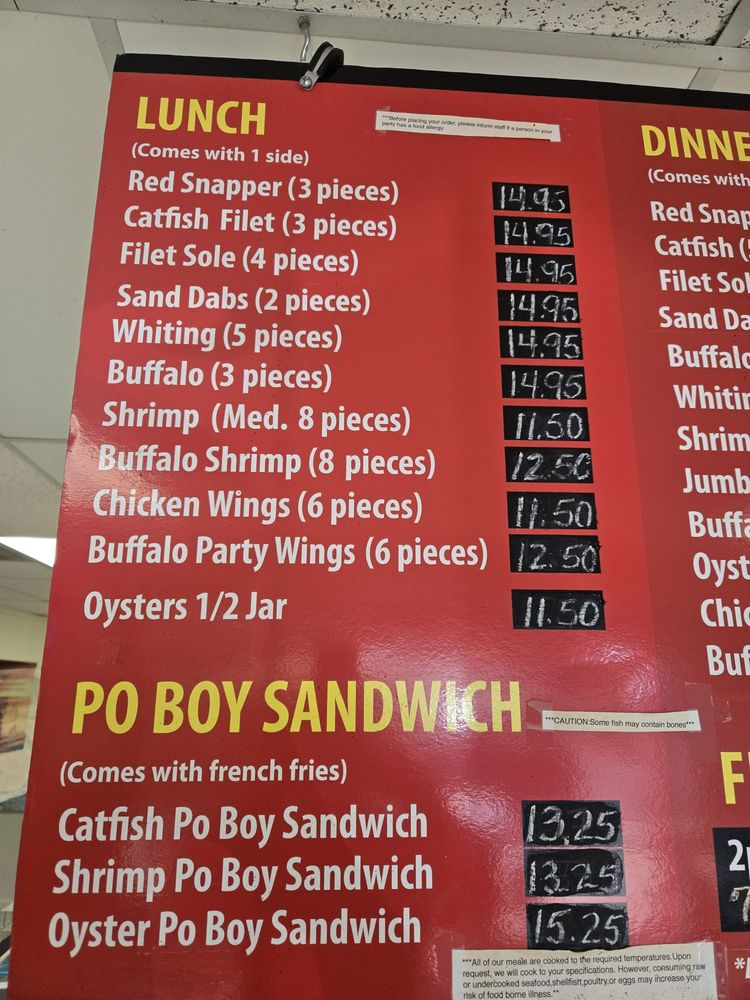 LUNCH
***Before placing your order, please inform staff if a person in your
party has a food allergy.
(Comes with 1 side)
Red Snapper (3 pieces) 14.95
Catfish Filet (3 pieces) 14.95
Filet Sole (4 pieces) 14.95
Sand Dabs (2 pieces) 14.95
Whiting (5 pieces) 14.95
Buffalo (3 pieces) 14.95
Shrimp (Med. 8 pieces) 11.50
Buffalo Shrimp (8 pieces) 12.50
Chicken Wings (6 pieces) 11.50
Buffalo Party Wings (6 pieces) 12.50
Oysters 1/2 Jar 11.50
PO BOY SANDWICH
***CAUTION:Some fish may contain bones***
(Comes with french fries)
Catfish Po Boy Sandwich 13.25
Shrimp Po Boy Sandwich 13.25
Oyster Po Boy Sandwich 15.25
***All of our meals are cooked to the required temperatures.Upon
request, we will cook to your specifications. However, consuming raw
or undercooked seafood,shellfish,poultry,or eggs may increase your
risk of food borne illness.**
DINNE
(Comes with
Red Snap
Catfish (
Filet Sol
Sand Da
Buffalo
Whitin
Shrim
Jumb
Buffa
Oyst
Chic
Buf
F
2p